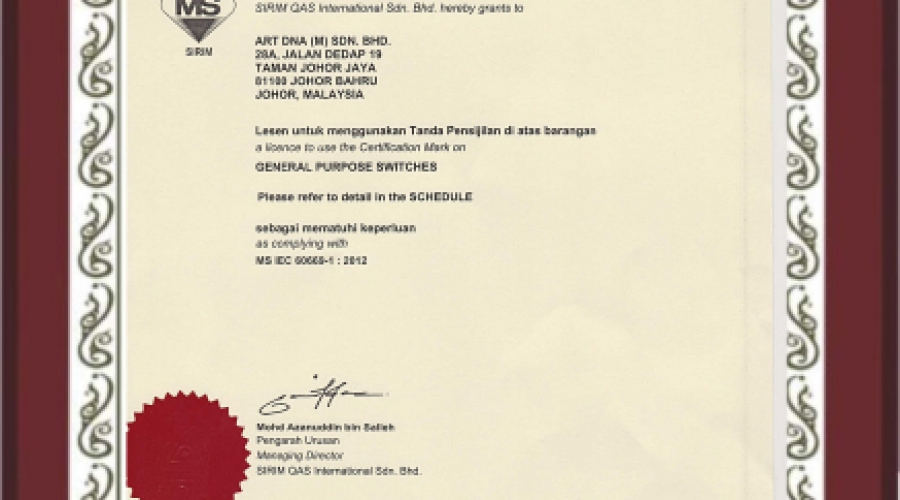 MS
SIRIM
SIRIM QAS International Sdn. Bhd. hereby grants to
ART DNA (M) SDN. BHD.
28A, JALAN DEDAP 19
TAMAN JOHOR JAYA
81100 JOHOR BAHRU
JOHOR, MALAYSIA
Lesen untuk menggunakan Tanda Pensijilan di atas barangan
a licence to use the Certification Mark on
GENERAL PURPOSE SWITCHES
Please refer to detail in the SCHEDULE
sebagai mematuhi keperluan
as complying with
MS IEC 60669-1 : 2012
Mohd Azanuddin bin Salleh
Pengarah Urusan
Managing Director
SIRIM QAS International Sdn. Bhd.